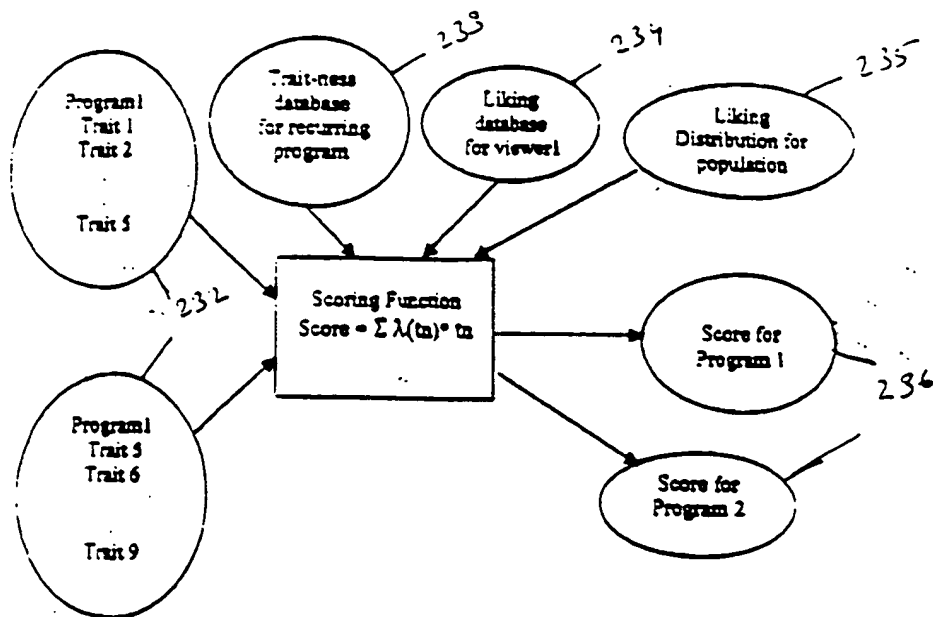 233
234
235
Program1
Trait 1
Trait 2
Trait 5
Trait-ness
database
for recurring
program
Liking
database
for viewer1
Liking
Distribution for
population
232
Scoring Function
Score = Σ λ(tn)* tn
Score for
Program 1
236
Program1
Trait 5
Trait 6
Trait 9
Score for
Program 2